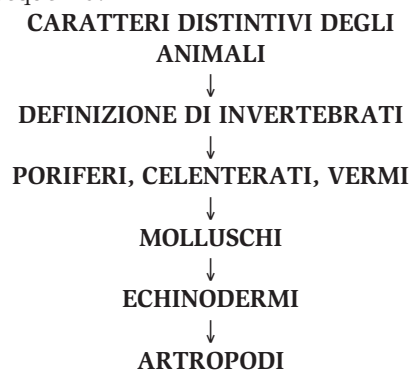 CARATTERI DISTINTIVI DEGLI
ANIMALI
↓
DEFINIZIONE DI INVERTEBRATI
↓
PORIFERI, CELENTERATI, VERMI
↓
MOLLUSCHI
↓
ECHINODERMI
↓
ARTROPODI